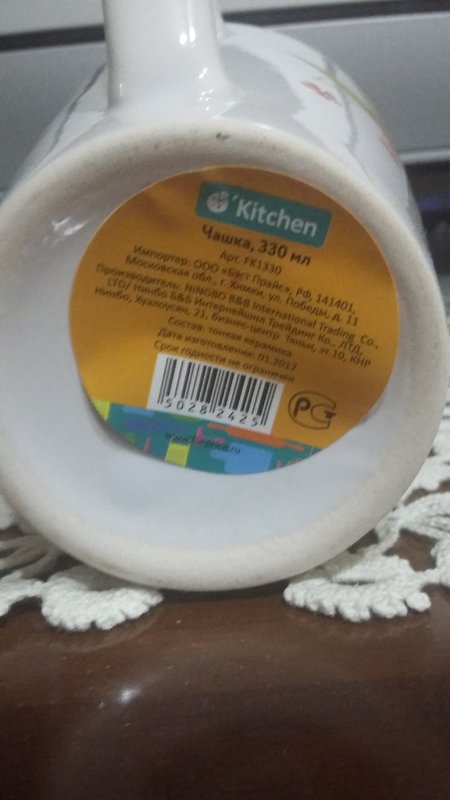 'Kitchen
Чашка, 330 мл
Арт. FK1330
Импортер: ООО «Бэст Прайс», РФ, 141401,
Московская обл., г. Химки, ул. Победы, д. 11
Производитель: NINGBO B&B International Trading Co.,
LTD/ Нинбо Б&Б Интернейшнл Трейдинг Ко., ЛТД,
Нинбо, Хуалоусян, 21, бизнес-центр Тяньи, эт.10, КНР
Состав: тонкая керамика
Дата изготовления: 01.2017
Срок годности не ограничен
50282425
РС